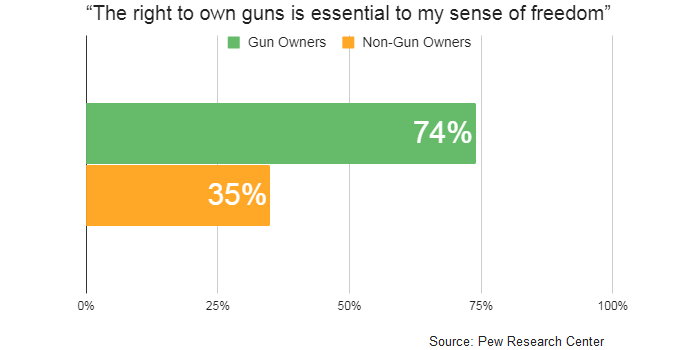 “The right to own guns is essential to my sense of freedom”
Gun Owners Non-Gun Owners
74%
35%
0% 25% 50% 75% 100%
Source: Pew Research Center